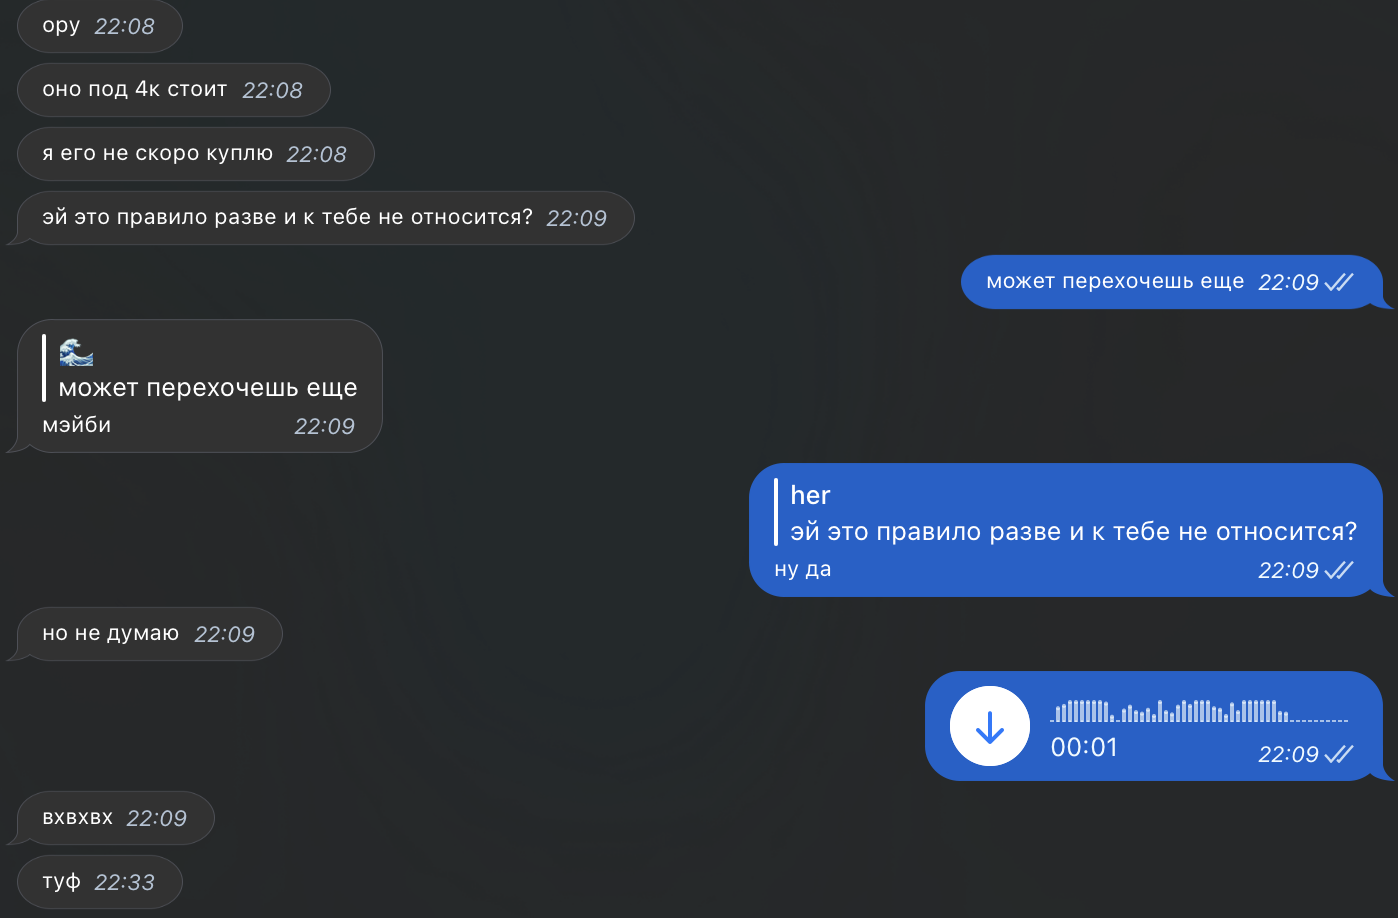 ору 22:08
оно под 4к стоит 22:08
я его не скоро куплю 22:08
эй это правило разве и к тебе не относится? 22:09
может перехочешь еще 22:09
🌊
может перехочешь еще
мэйби 22:09
her
эй это правило разве и к тебе не относится?
ну да 22:09
но не думаю 22:09
00:01 22:09
вхвхвх 22:09
туф 22:33